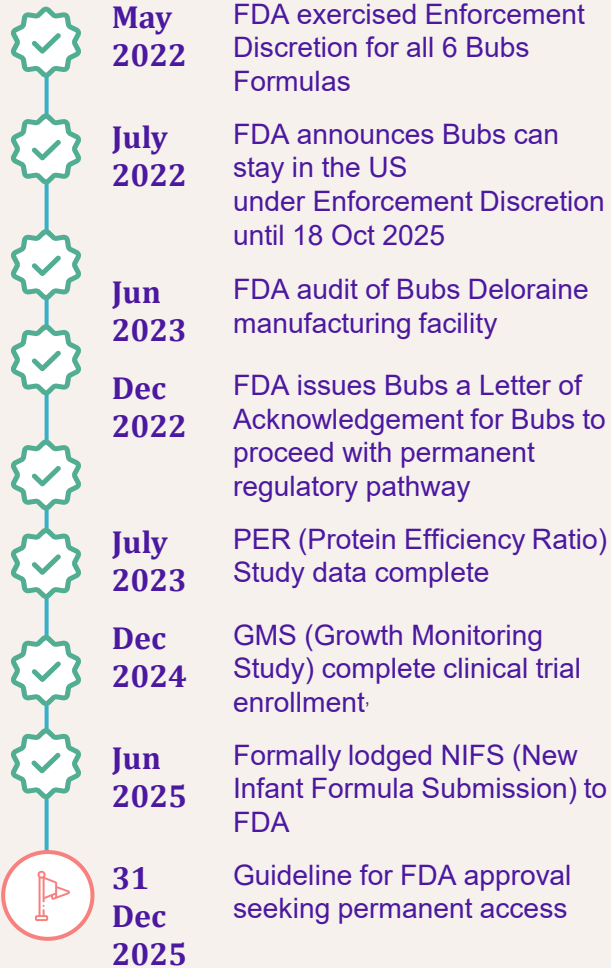 May
2022
FDA exercised Enforcement
Discretion for all 6 Bubs
Formulas
July
2022
FDA announces Bubs can
stay in the US
under Enforcement Discretion
until 18 Oct 2025
Jun
2023
FDA audit of Bubs Deloraine
manufacturing facility
Dec
2022
FDA issues Bubs a Letter of
Acknowledgement for Bubs to
proceed with permanent
regulatory pathway
July
2023
PER (Protein Efficiency Ratio)
Study data complete
Dec
2024
GMS (Growth Monitoring
Study) complete clinical trial
enrollment,
Jun
2025
Formally lodged NIFS (New
Infant Formula Submission) to
FDA
31
Dec
2025
Guideline for FDA approval
seeking permanent access